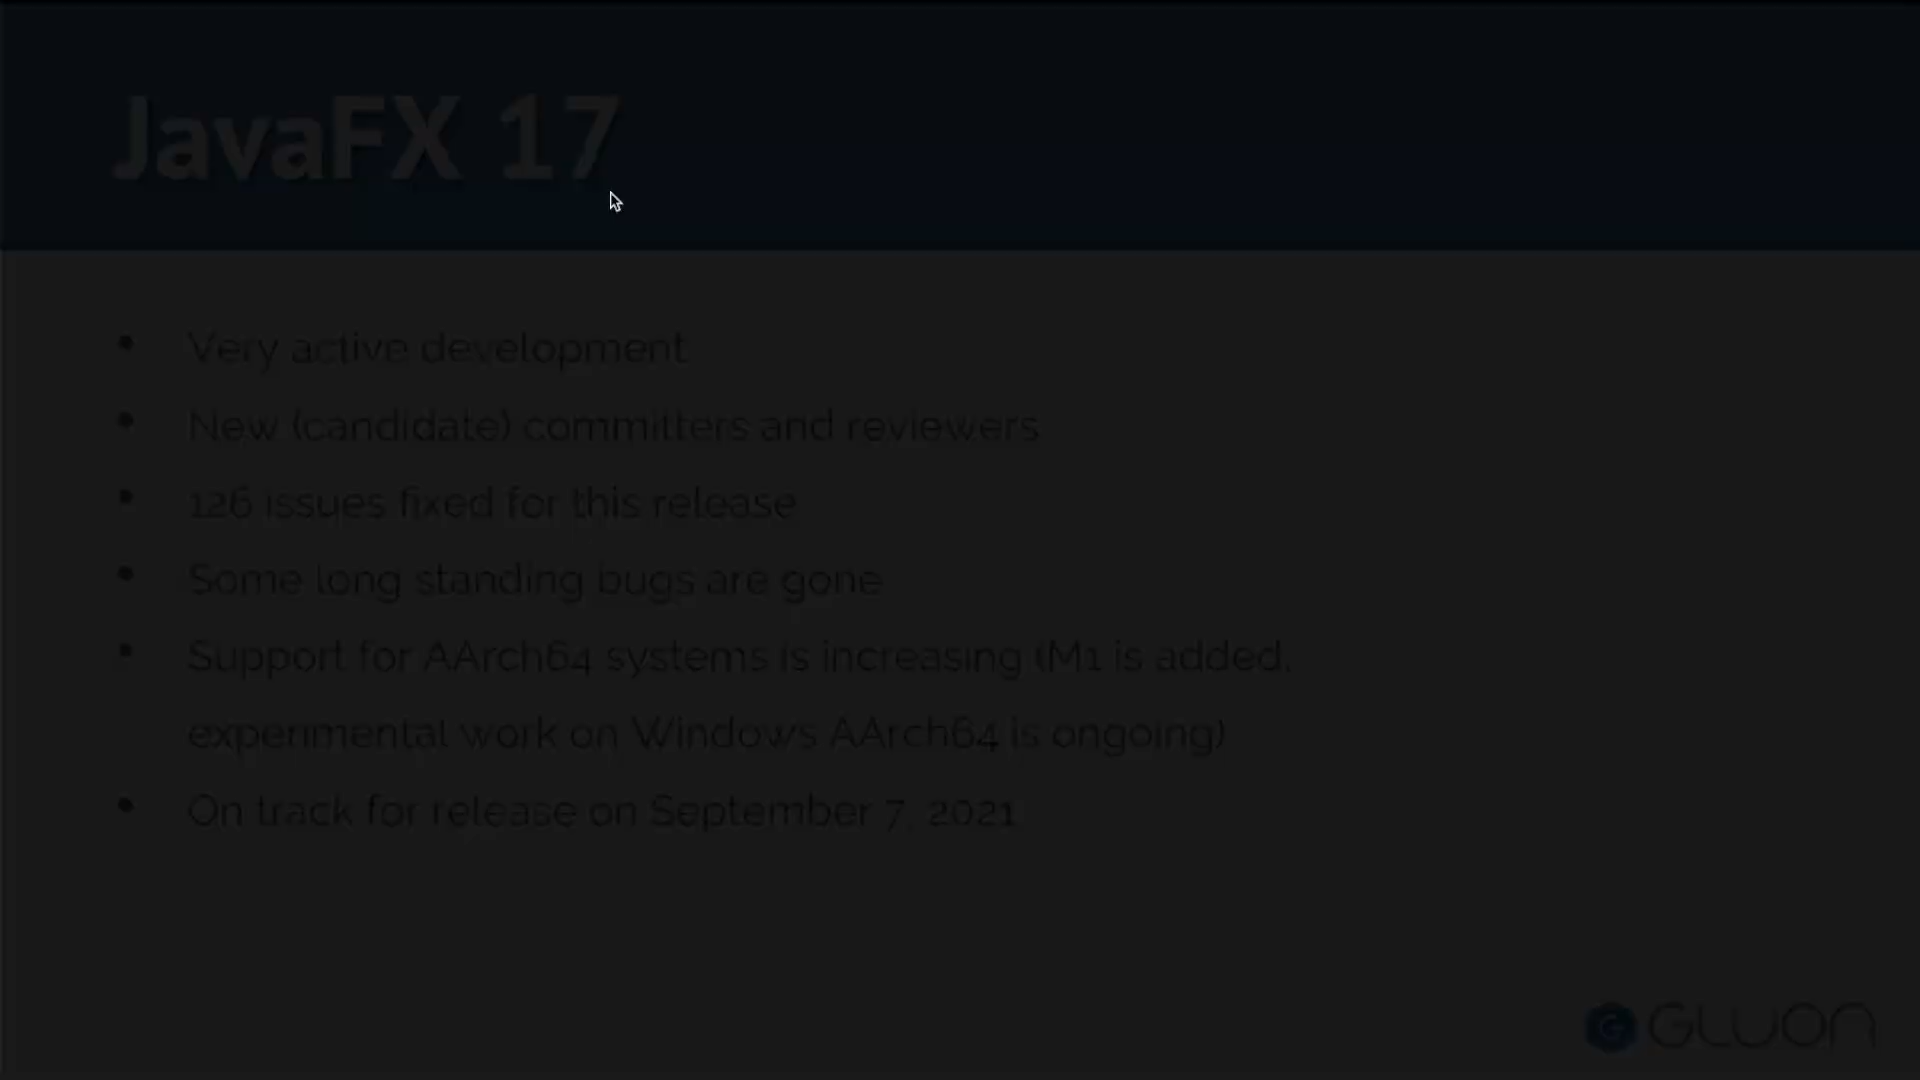 JavaFX 17
• Very active development
• New (candidate) committers and reviewers
• 126 issues fixed for this release
• Some long standing bugs are gone
• Support for AArch64 systems is increasing (M1 is added,
experimental work on Windows AArch64 is ongoing)
• On track for release on September 7, 2021
G GLUON